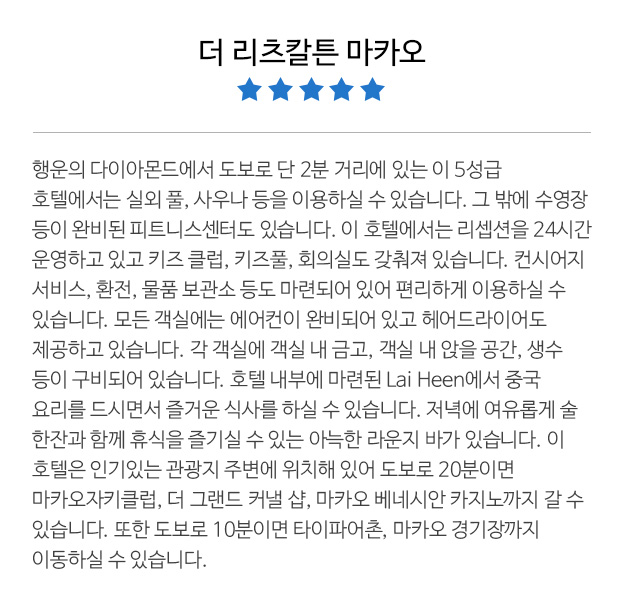 더 리츠칼튼 마카오
행운의 다이아몬드에서 도보로 단 2분 거리에 있는 이 5성급
호텔에서는 실외 풀, 사우나 등을 이용하실 수 있습니다. 그 밖에 수영장
등이 완비된 피트니스센터도 있습니다. 이 호텔에서는 리셉션을 24시간
운영하고 있고 키즈 클럽, 키즈풀, 회의실도 갖춰져 있습니다. 컨시어지
서비스, 환전, 물품 보관소 등도 마련되어 있어 편리하게 이용하실 수
있습니다. 모든 객실에는 에어컨이 완비되어 있고 헤어드라이어도
제공하고 있습니다. 각 객실에 객실 내 금고, 객실 내 앉을 공간, 생수
등이 구비되어 있습니다. 호텔 내부에 마련된 Lai Heen에서 중국
요리를 드시면서 즐거운 식사를 하실 수 있습니다. 저녁에 여유롭게 술
한잔과 함께 휴식을 즐기실 수 있는 아늑한 라운지 바가 있습니다. 이
호텔은 인기있는 관광지 주변에 위치해 있어 도보로 20분이면
마카오자키클럽, 더 그랜드 커낼 샵, 마카오 베네시안 카지노까지 갈 수
있습니다. 또한 도보로 10분이면 타이파어촌, 마카오 경기장까지
이동하실 수 있습니다.